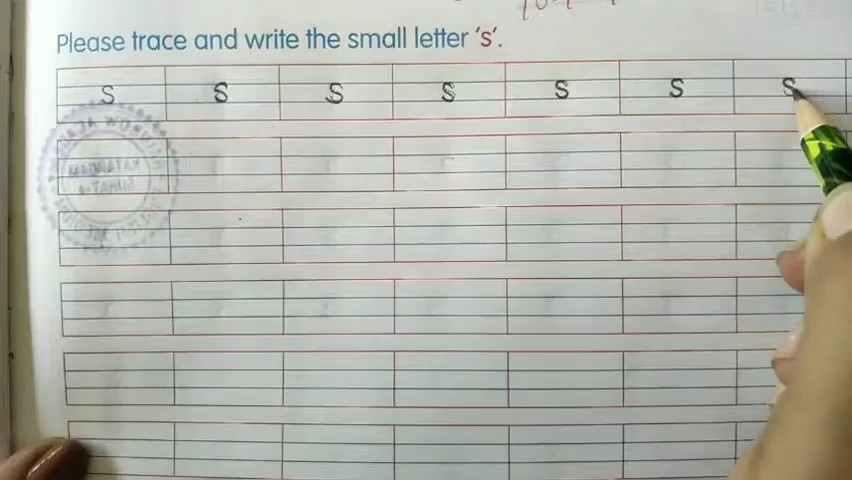 Please trace and write the small letter 's'.
s s s s s s s